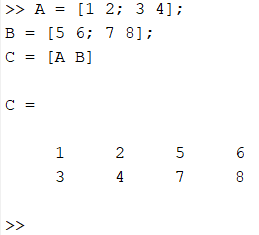 >> A = [1 2; 3 4];
B = [5 6; 7 8];
C = [A B]
C =
1 2 5 6
3 4 7 8
>>